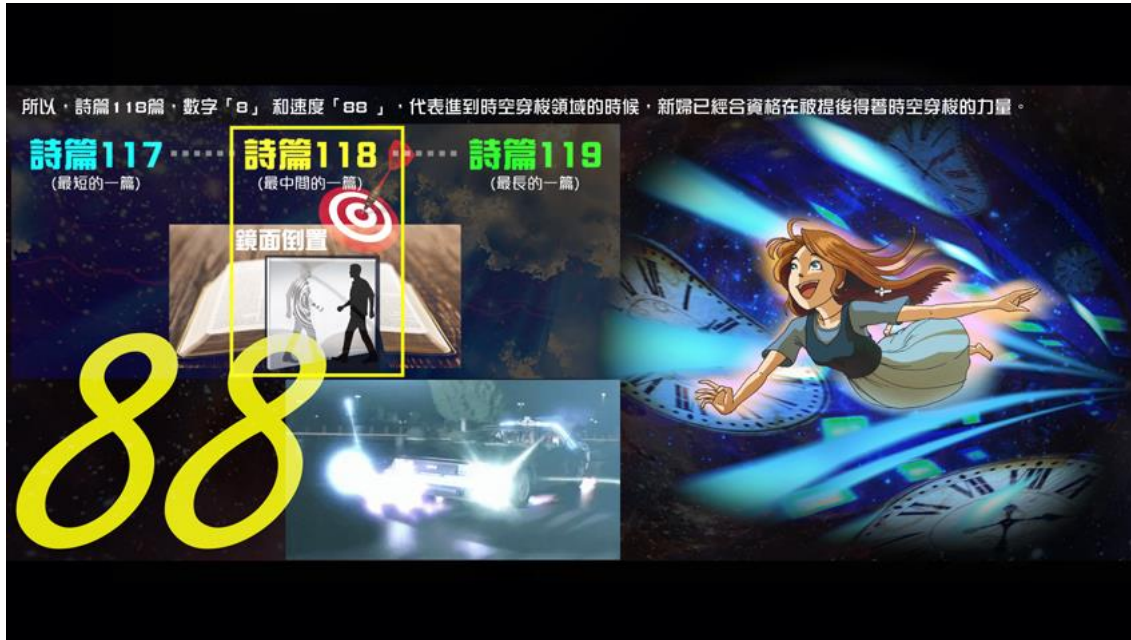 所以，詩篇118篇，數字「8」 和速度「88 」，代表進到時空穿梭領域的時候，新婦已經合資格在被提後得著時空穿梭的力量。
詩篇117 詩篇118 詩篇119
(最短的一篇) (最中間的一篇) (最長的一篇)
鏡面倒置
88